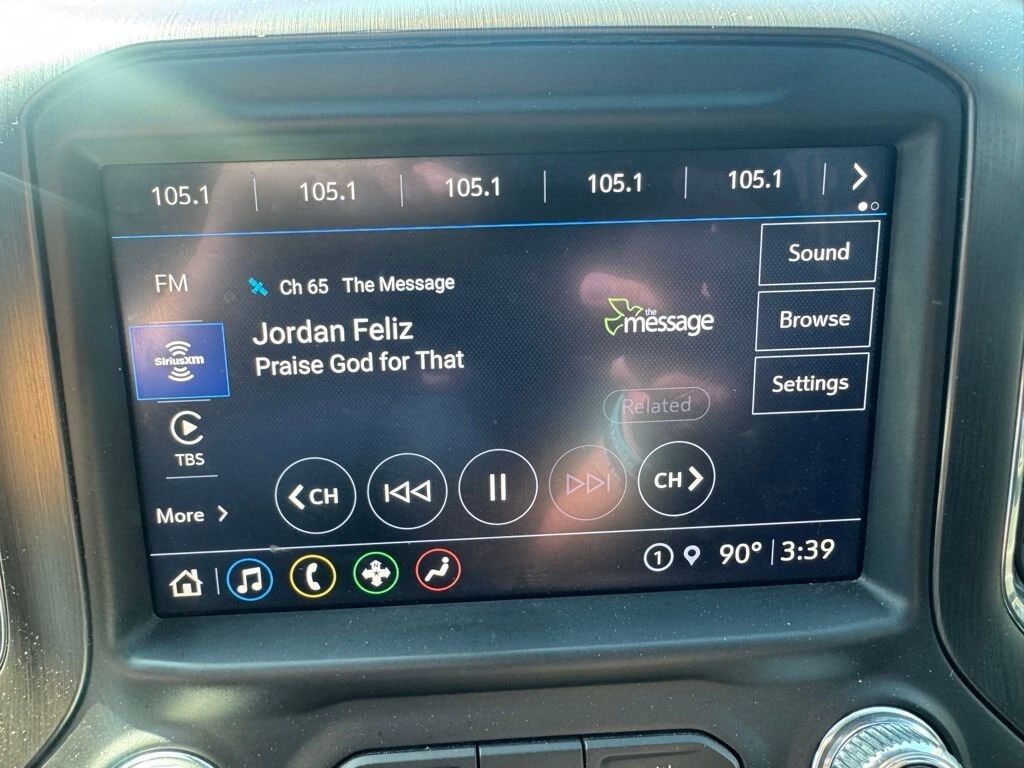 105.1 105.1 105.1 105.1 105.1
Sound
FM
Ch 65 The Message
the
message
Jordan Feliz
Praise God for That
Browse
SiriusXM
Settings
Related
TBS
CH CH
More
N
1 90° 3:39